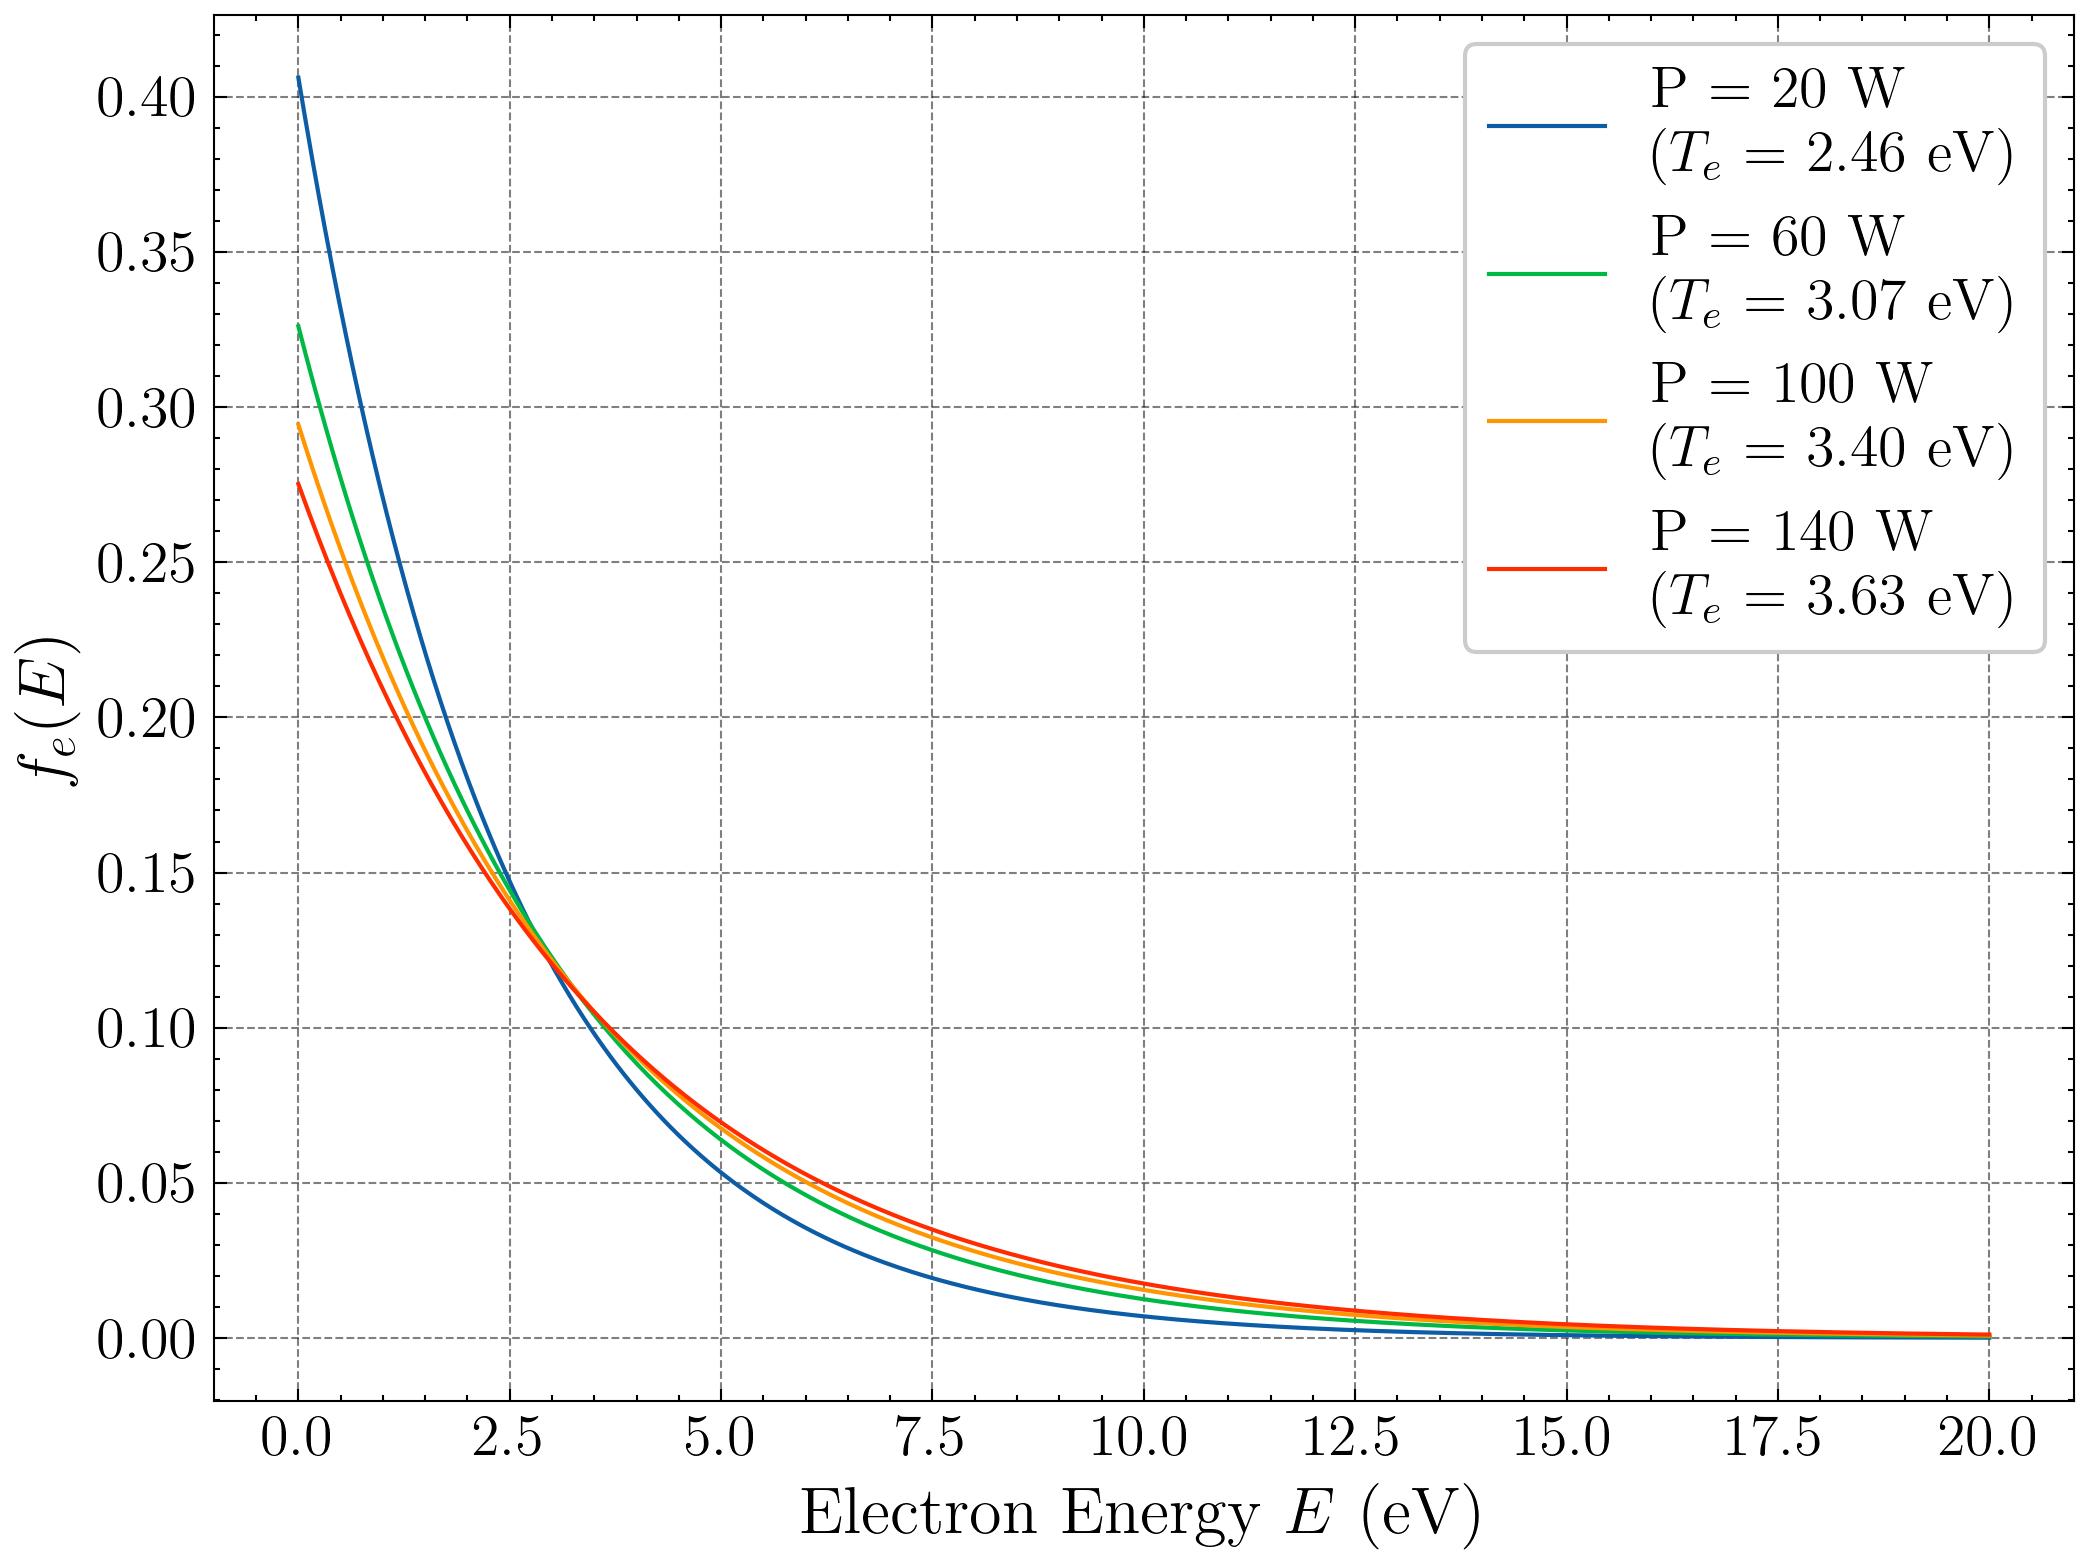 0.40
0.35
0.30
0.25
0.20
0.15
0.10
0.05
0.00
f_e(E)
P = 20 W
(T_e = 2.46 eV)
P = 60 W
(T_e = 3.07 eV)
P = 100 W
(T_e = 3.40 eV)
P = 140 W
(T_e = 3.63 eV)
0.0 2.5 5.0 7.5 10.0 12.5 15.0 17.5 20.0
Electron Energy E (eV)